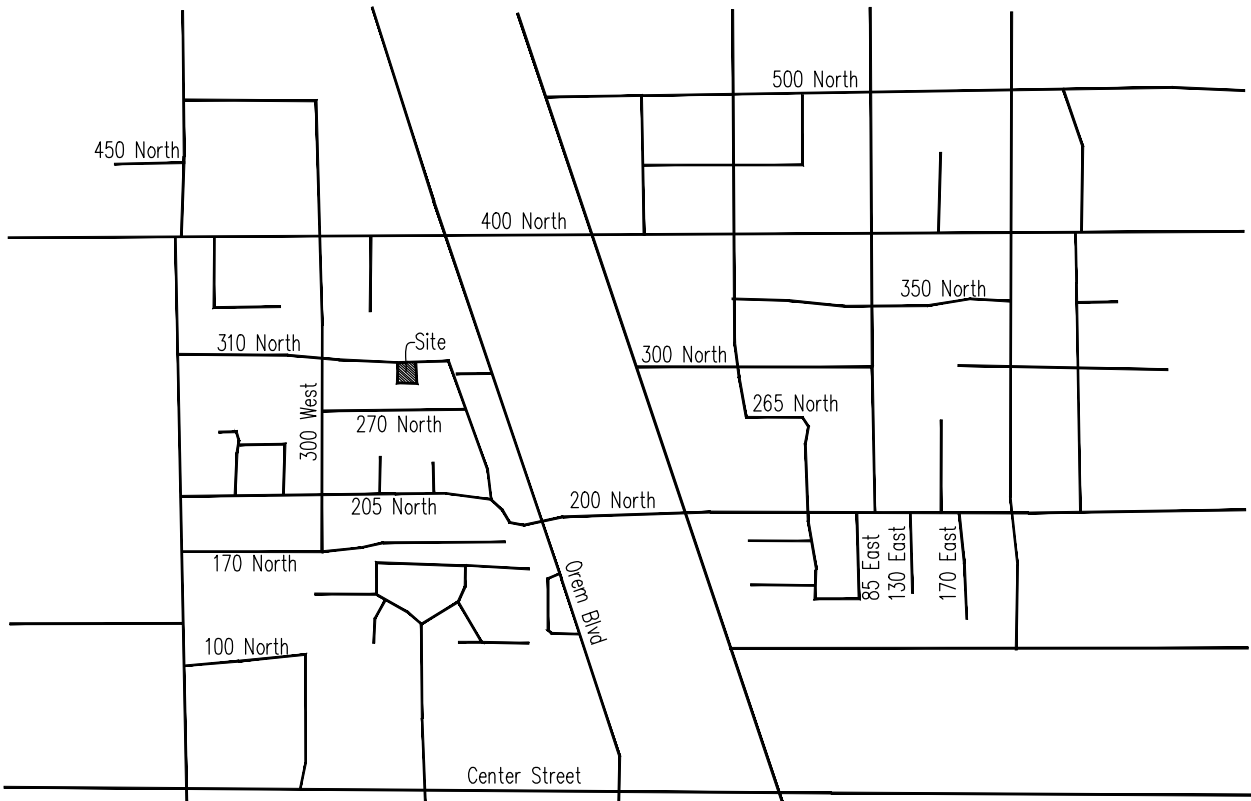 500 North
450 North
400 North
350 North
310 North
Site
300 North
300 West
265 North
270 North
205 North
200 North
170 North
85 East
130 East
170 East
Orem Blvd
100 North
Center Street